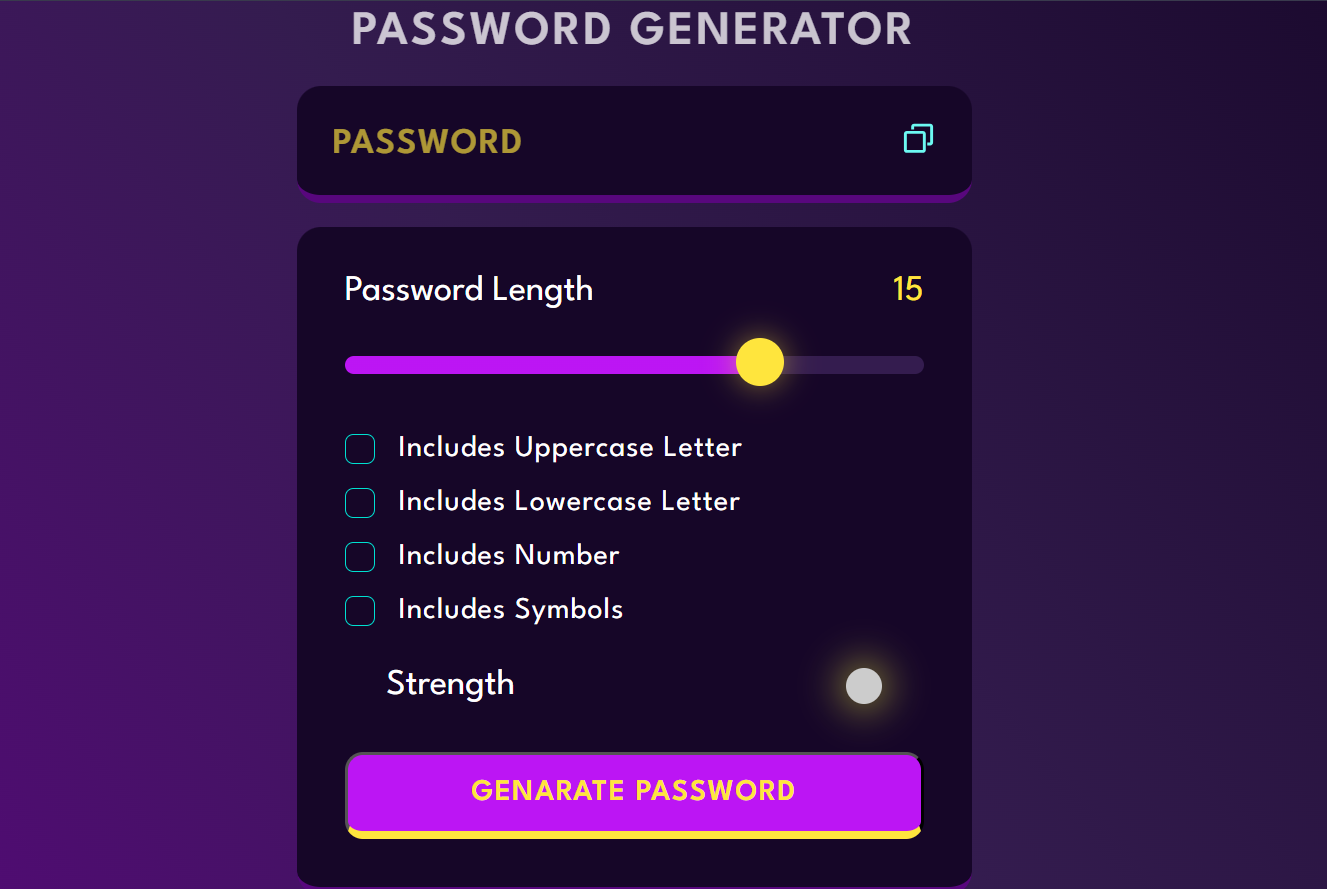 PASSWORD GENERATOR
PASSWORD
Password Length 15
Includes Uppercase Letter
Includes Lowercase Letter
Includes Number
Includes Symbols
Strength
GENARATE PASSWORD